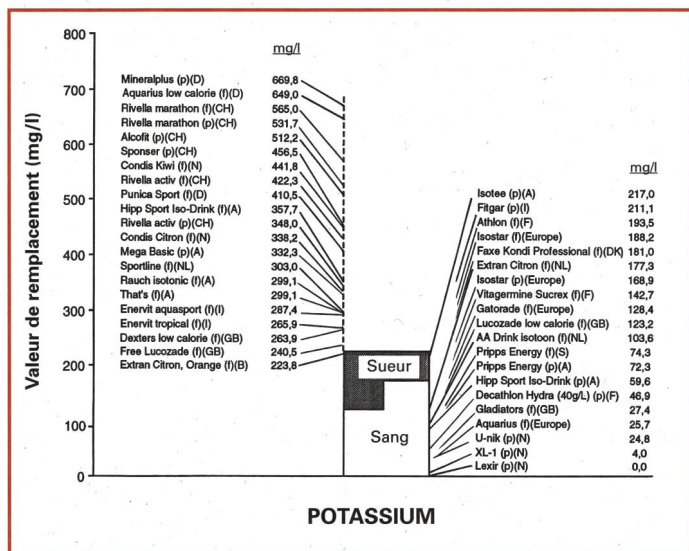 800
700
600
500
400
300
200
100
0
Valeur de remplacement (mg/l)
mg/l
Mineralplus (p)(D) 669,8
Aquarius low calorie (f)(D) 649,0
Rivella marathon (f)(CH) 565,0
Rivella marathon (p)(CH) 531,7
Alcofit (p)(CH) 512,2
Sponser (p)(CH) 456,5
Condis Kiwi (f)(N) 441,8
Rivella activ (f)(CH) 422,3
Punica Sport (f)(D) 410,5
Hipp Sport Iso-Drink (f)(A) 357,7
Rivella activ (p)(CH) 348,0
Condis Citron (f)(N) 338,2
Mega Basic (p)(A) 332,3
Sportline (f)(NL) 303,0
Rauch isotonic (f)(A) 299,1
That's (f)(A) 299,1
Enervit aquasport (f)(I) 287,4
Enervit tropical (f)(I) 265,9
Dexters low calorie (f)(GB) 263,9
Free Lucozade (f)(GB) 240,5
Extran Citron, Orange (f)(B) 223,8
Sueur
Sang
mg/l
Isotee (p)(A) 217,0
Fitgar (p)(I) 211,1
Athlon (f)(F) 193,5
Isostar (f)(Europe) 188,2
Faxe Kondi Professional (f)(DK) 181,0
Extran Citron (f)(NL) 177,3
Isostar (p)(Europe) 168,9
Vitagermine Sucrex (f)(F) 142,7
Gatorade (f)(Europe) 128,4
Lucozade low calorie (f)(GB) 123,2
AA Drink isotoon (f)(NL) 103,6
Pripps Energy (f)(S) 74,3
Pripps Energy (p)(A) 72,3
Hipp Sport Iso-Drink (p)(A) 59,6
Decathlon Hydra (40g/L) (p)(F) 46,9
Gladiators (f)(GB) 27,4
Aquarius (f)(Europe) 25,7
U-nik (p)(N) 24,8
XL-1 (p)(N) 4,0
Lexir (p)(N) 0,0
POTASSIUM